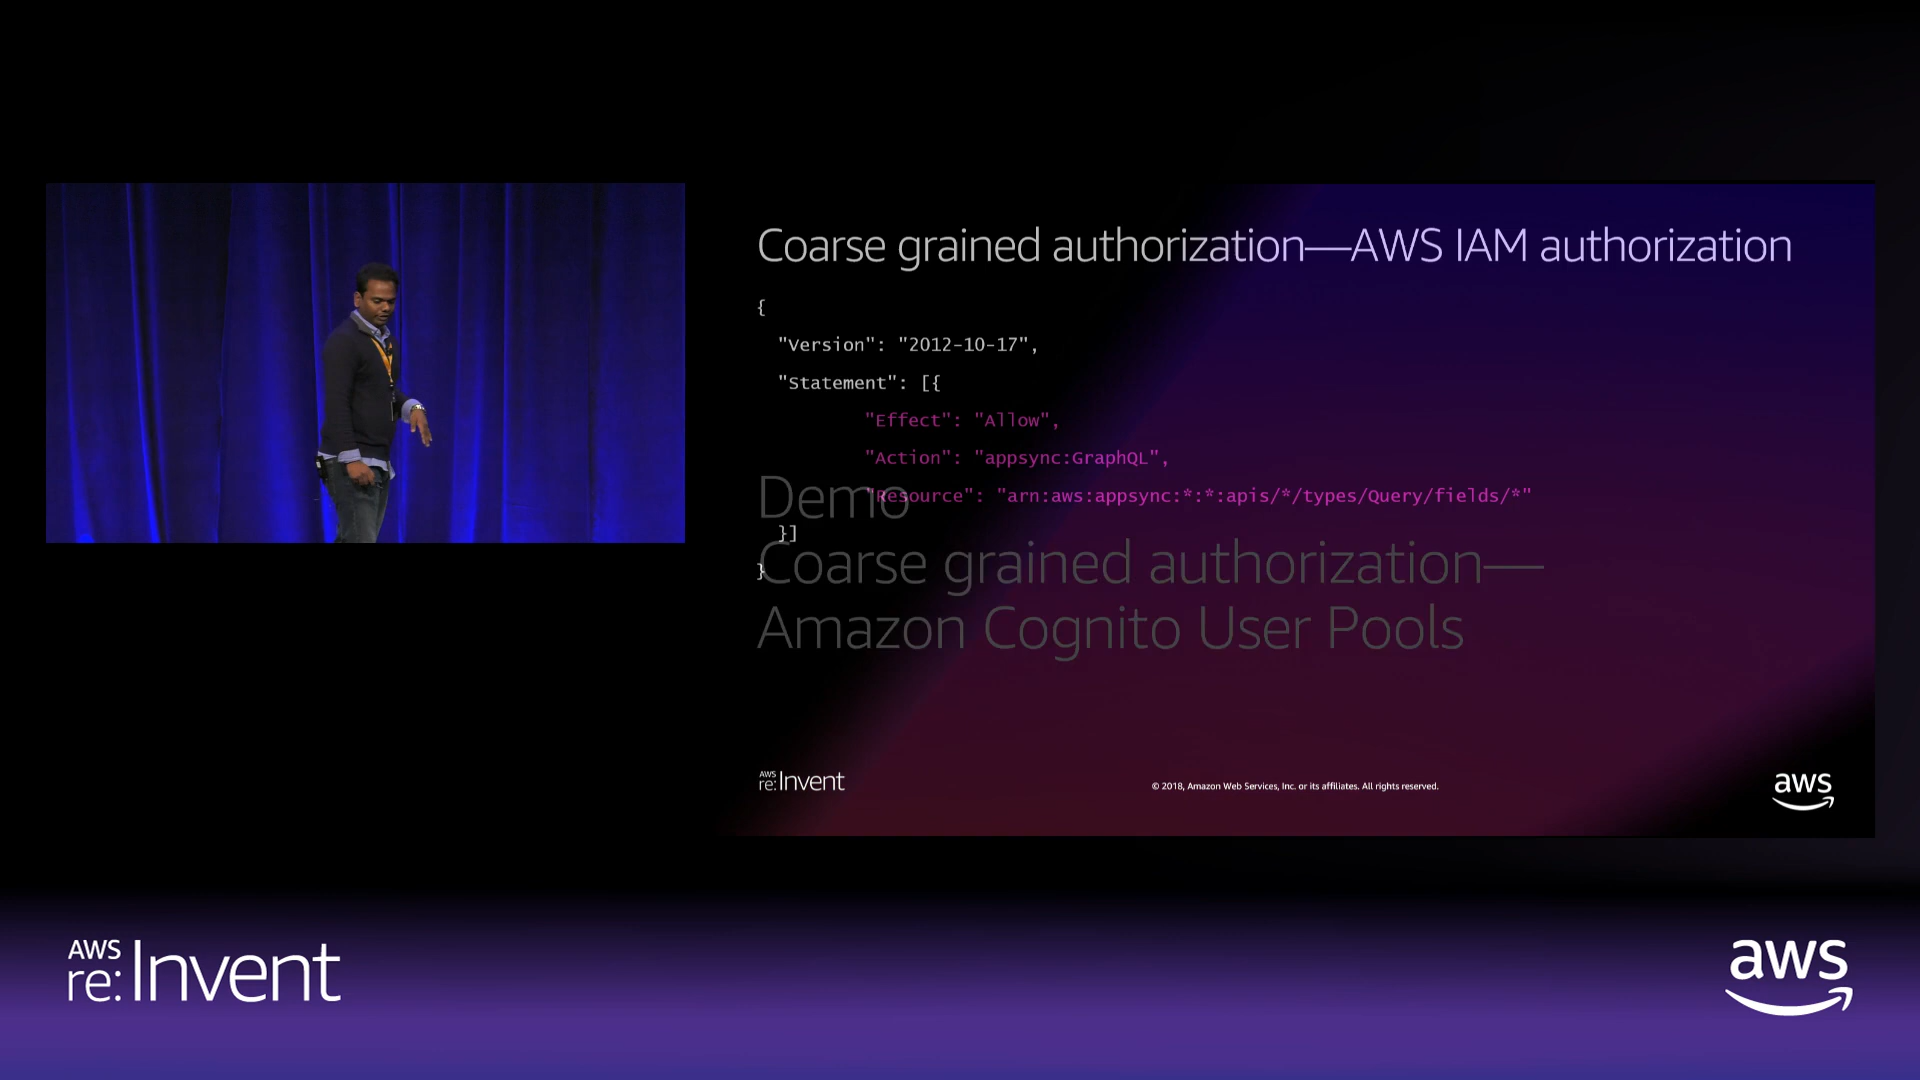 Coarse grained authorization—AWS IAM authorization
{
"Version": "2012-10-17",
"Statement": [{
"Effect": "Allow",
"Action": "appsync:GraphQL",
"Resource": "arn:aws:appsync:*:*:apis/*/types/Query/fields/*"
}]
}
Demo
Coarse grained authorization—
Amazon Cognito User Pools
AWS
re:Invent
© 2018, Amazon Web Services, Inc. or its affiliates. All rights reserved.
aws
AWS
re:Invent
aws